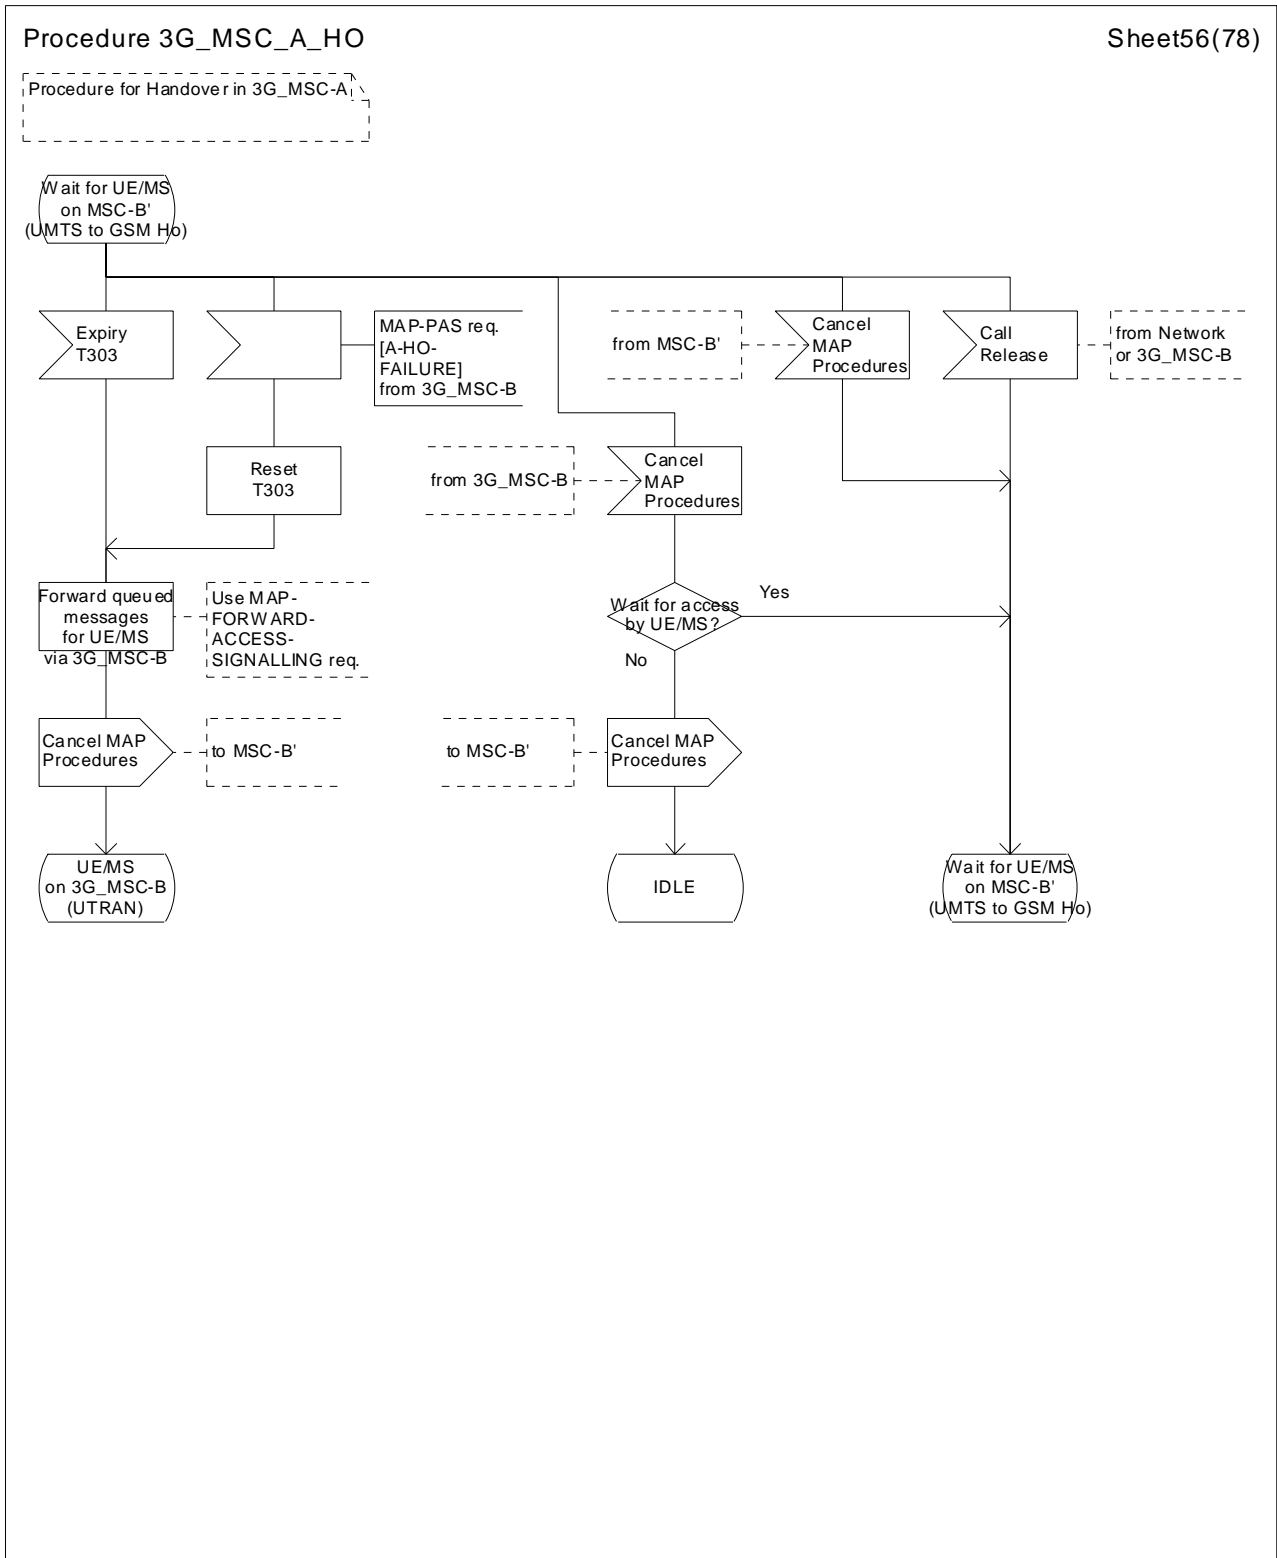 Procedure 3G_MSC_A_HO
Sheet56(78)
Procedure for Handover in 3G_MSC-A
Wait for UE/MS
on MSC-B'
(UMTS to GSM Ho)
Expiry
T303
MAP-PAS req.
[A-HO-
FAILURE]
from 3G_MSC-B
from MSC-B'
Cancel
MAP
Procedures
Call
Release
from Network
or 3G_MSC-B
Reset
T303
from 3G_MSC-B
Cancel
MAP
Procedures
Forward queued
messages
for UE/MS
via 3G_MSC-B
Use MAP-
FORWARD-
ACCESS-
SIGNALLING req.
Wait for access
by UE/MS?
Yes
No
Cancel MAP
Procedures
to MSC-B'
to MSC-B'
Cancel MAP
Procedures
UE/MS
on 3G_MSC-B
(UTRAN)
IDLE
Wait for UE/MS
on MSC-B'
(UMTS to GSM Ho)